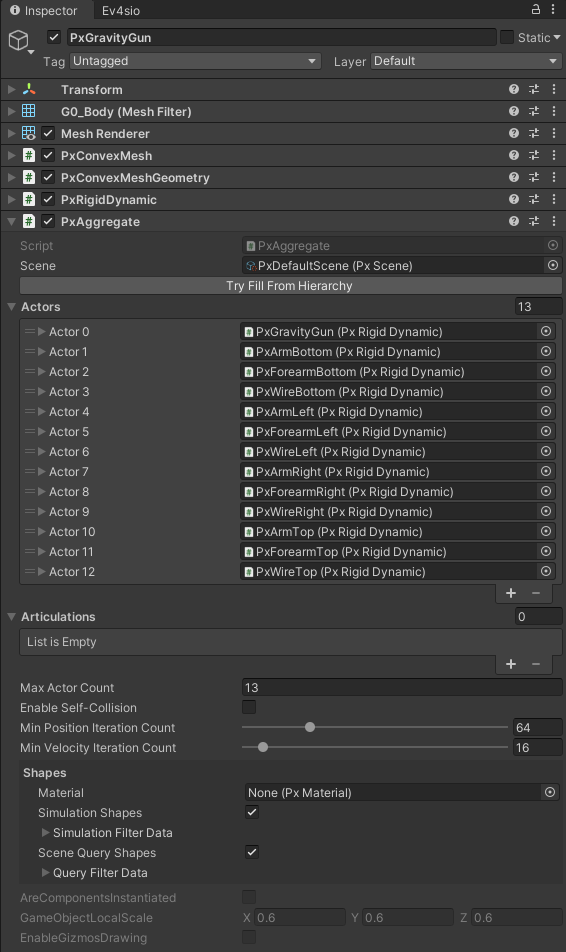 Inspector Ev4sio
PxGravityGun Static
Tag Untagged Layer Default
Transform
G0_Body (Mesh Filter)
Mesh Renderer
PxConvexMesh
PxConvexMeshGeometry
PxRigidDynamic
PxAggregate
Script PxAggregate
Scene PxDefaultScene (Px Scene)
Try Fill From Hierarchy
Actors 13
Actor 0 PxGravityGun (Px Rigid Dynamic)
Actor 1 PxArmBottom (Px Rigid Dynamic)
Actor 2 PxForearmBottom (Px Rigid Dynamic)
Actor 3 PxWireBottom (Px Rigid Dynamic)
Actor 4 PxArmLeft (Px Rigid Dynamic)
Actor 5 PxForearmLeft (Px Rigid Dynamic)
Actor 6 PxWireLeft (Px Rigid Dynamic)
Actor 7 PxArmRight (Px Rigid Dynamic)
Actor 8 PxForearmRight (Px Rigid Dynamic)
Actor 9 PxWireRight (Px Rigid Dynamic)
Actor 10 PxArmTop (Px Rigid Dynamic)
Actor 11 PxForearmTop (Px Rigid Dynamic)
Actor 12 PxWireTop (Px Rigid Dynamic)
Articulations 0
List is Empty
Max Actor Count 13
Enable Self-Collision
Min Position Iteration Count 64
Min Velocity Iteration Count 16
Shapes
Material None (Px Material)
Simulation Shapes
Simulation Filter Data
Scene Query Shapes
Query Filter Data
AreComponentsInstantiated
GameObjectLocalScale X 0.6 Y 0.6 Z 0.6
EnableGizmosDrawing